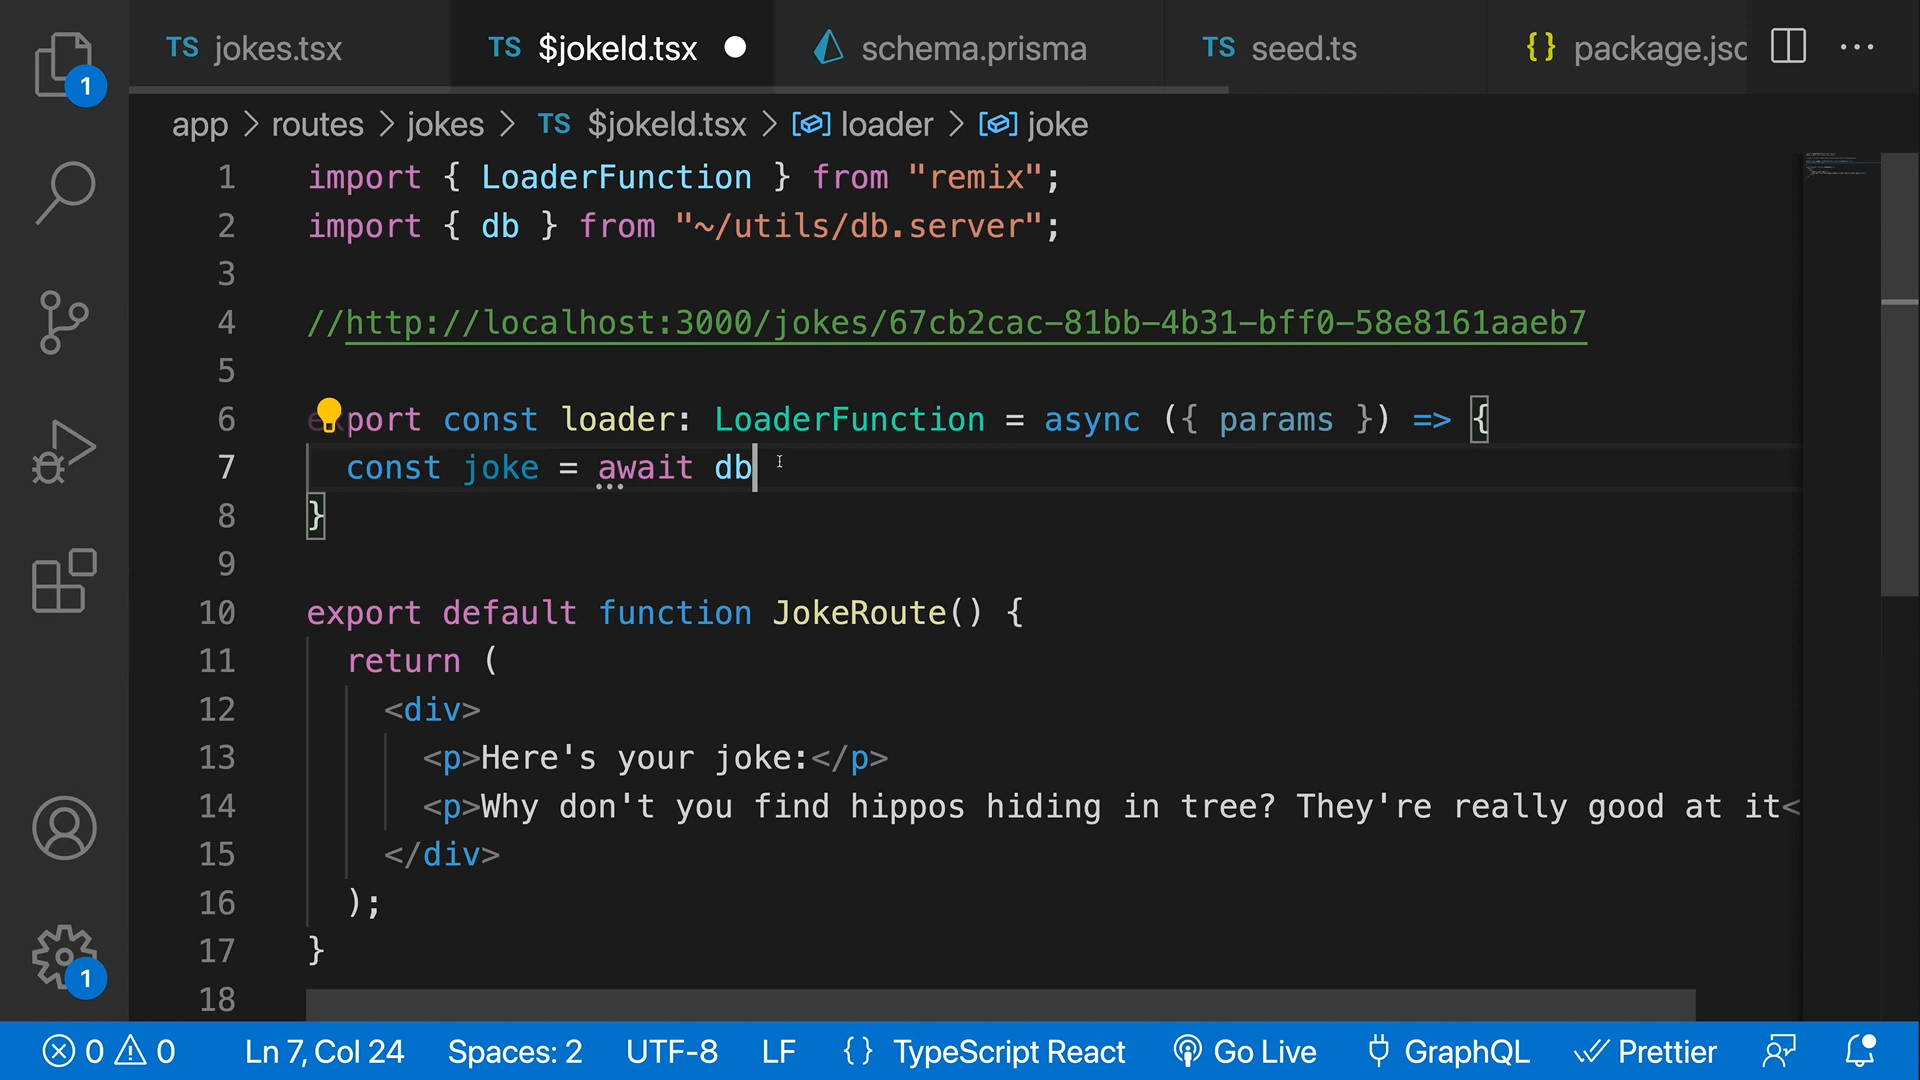 TS jokes.tsx TS $jokeId.tsx schema.prisma TS seed.ts {} package.jsc ···
1
app > routes > jokes > TS $jokeId.tsx > loader > joke
1 import { LoaderFunction } from "remix";
2 import { db } from "~/utils/db.server";
3
4 //http://localhost:3000/jokes/67cb2cac-81bb-4b31-bff0-58e8161aaeb7
5
6 export const loader: LoaderFunction = async ({ params }) => {
7 const joke = await db
8 }
9
10 export default function JokeRoute() {
11 return (
12 <div>
13 <p>Here's your joke:</p>
14 <p>Why don't you find hippos hiding in tree? They're really good at it<
15 </div>
16 );
17 }
18
1
0 0 Ln 7, Col 24 Spaces: 2 UTF-8 LF {} TypeScript React Go Live GraphQL Prettier